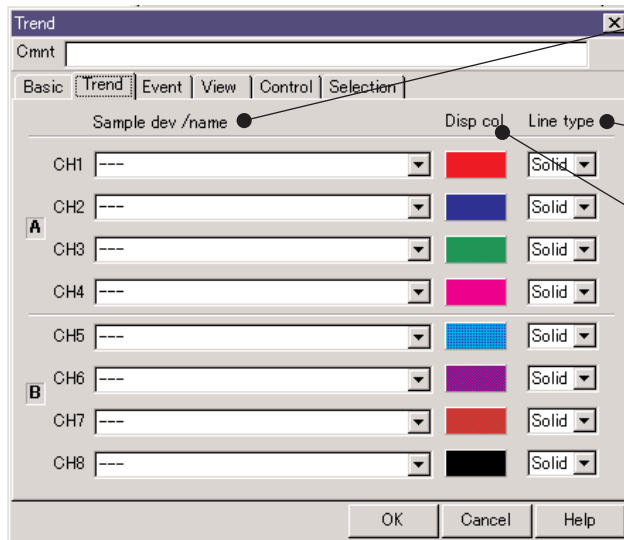 Trend
Cmnt
Basic Trend Event View Control Selection
Sample dev /name Disp col Line type
CH1 --- Solid
CH2 --- Solid
A
CH3 --- Solid
CH4 --- Solid
CH5 --- Solid
CH6 --- Solid
B
CH7 --- Solid
CH8 --- Solid
OK Cancel Help